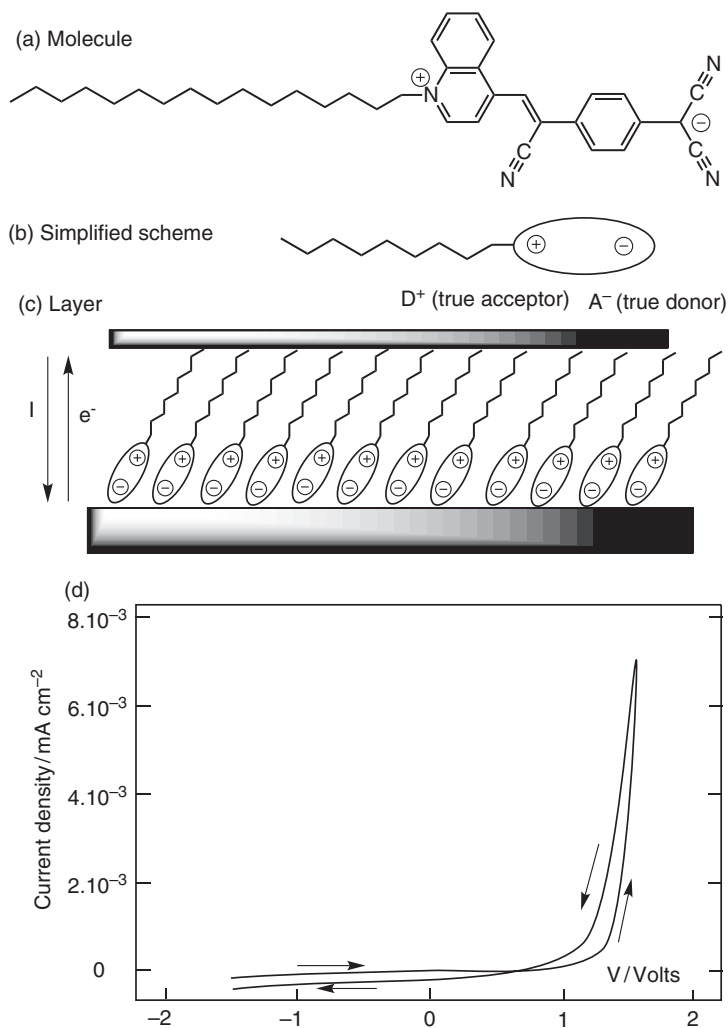 (a) Molecule
N
+
N
C
C
N
−
C
N
(b) Simplified scheme
+ −
(c) Layer
D⁺ (true acceptor) A⁻ (true donor)
I e⁻
+ + + + + + + + + + +
− − − − − − − − − − −
(d)
Current density/mA cm⁻²
8.10⁻³
6.10⁻³
4.10⁻³
2.10⁻³
0
V/Volts
−2 −1 0 1 2